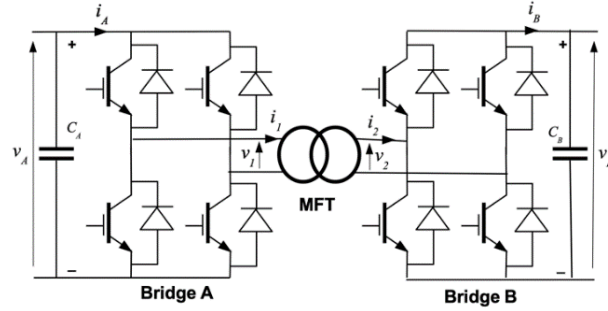 i_A
i_B
+
+
C_A
i_1
i_2
C_B
v_A
v_1
v_2
MFT
−
−
Bridge A
Bridge B